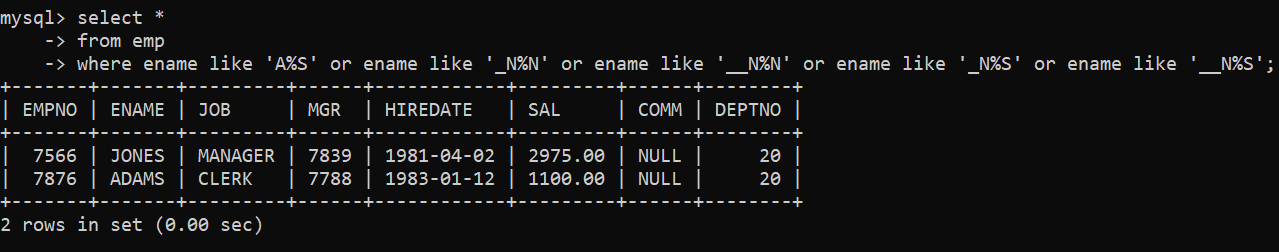 mysql> select *
    -> from emp
    -> where ename like 'A%S' or ename like '_N%N' or ename like '__N%N' or ename like '_N%S' or ename like '__N%S';
+-------+-------+---------+------+------------+---------+------+--------+
| EMPNO | ENAME | JOB     | MGR  | HIREDATE   | SAL     | COMM | DEPTNO |
+-------+-------+---------+------+------------+---------+------+--------+
|  7566 | JONES | MANAGER | 7839 | 1981-04-02 | 2975.00 | NULL |     20 |
|  7876 | ADAMS | CLERK   | 7788 | 1983-01-12 | 1100.00 | NULL |     20 |
+-------+-------+---------+------+------------+---------+------+--------+
2 rows in set (0.00 sec)